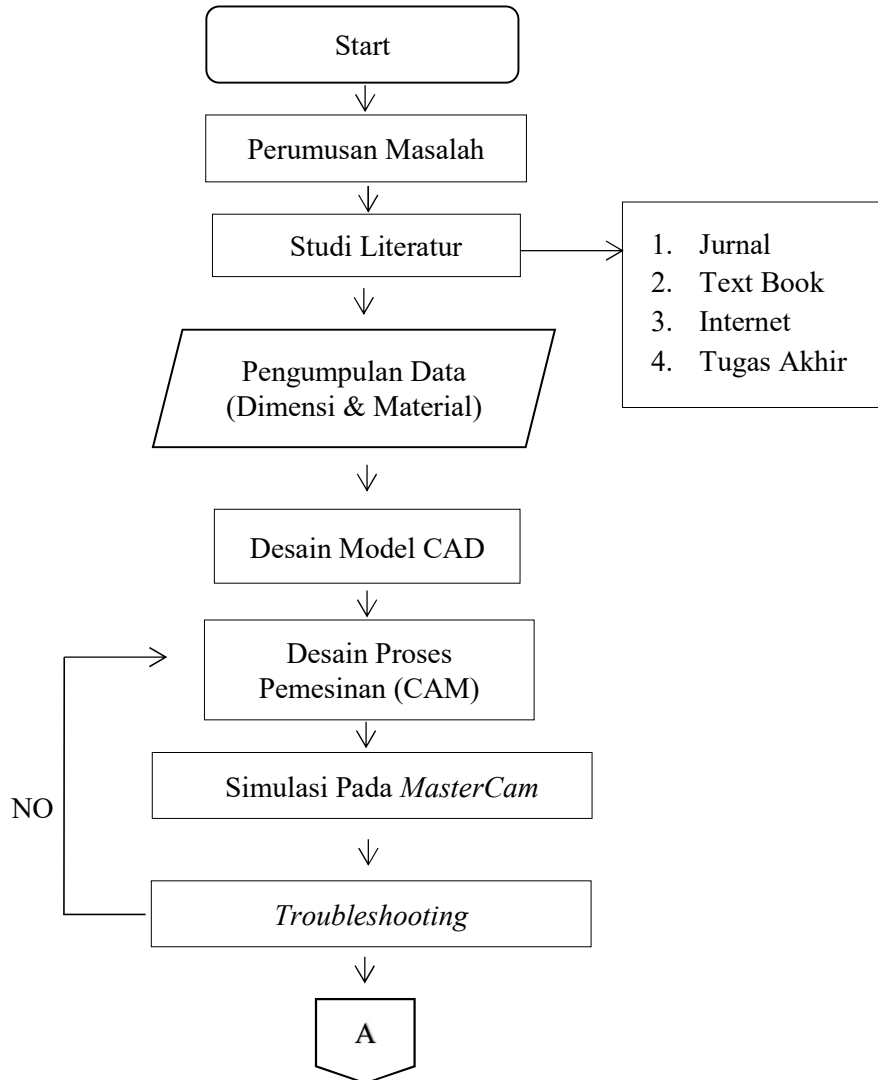 Start
Perumusan Masalah
Studi Literatur
1. Jurnal
2. Text Book
3. Internet
4. Tugas Akhir
Pengumpulan Data
(Dimensi & Material)
Desain Model CAD
Desain Proses
Pemesinan (CAM)
Simulasi Pada MasterCam
NO
Troubleshooting
A